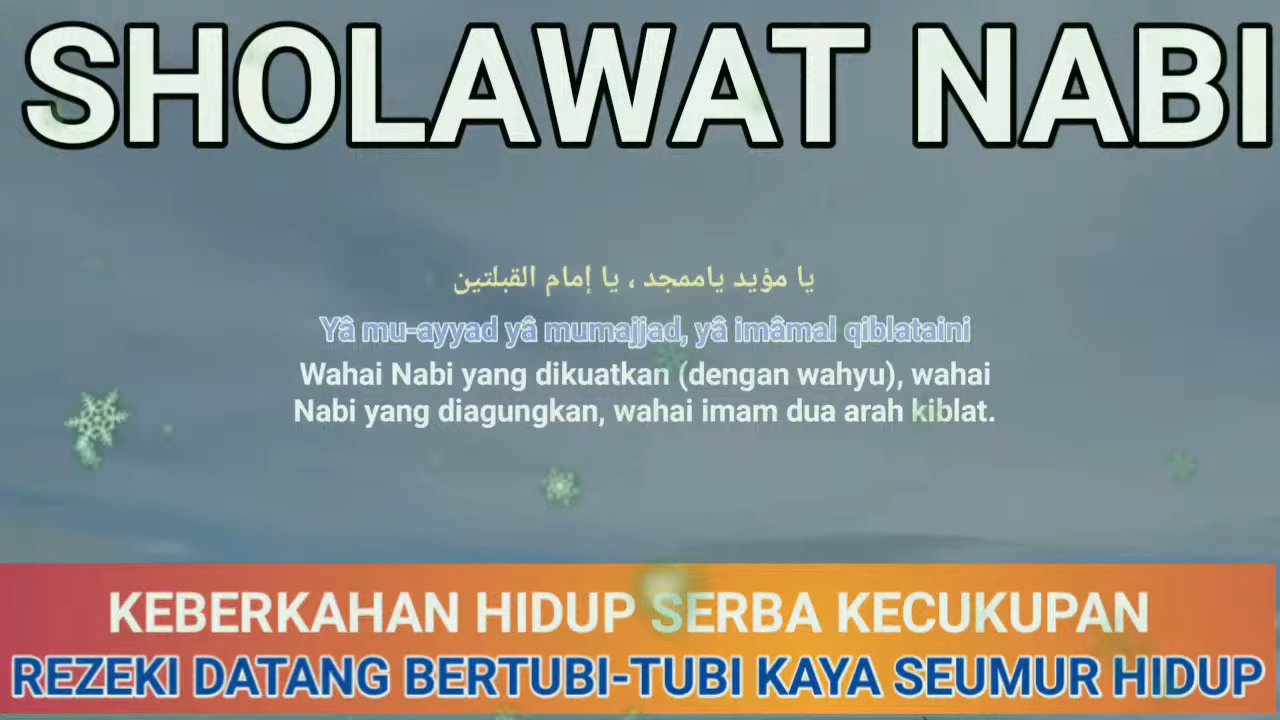 SHOLAWAT NABI
يا مؤيد ياممجد ، يا إمام القبلتين
Yâ mu-ayyad yâ mumajjad, yâ imâmal qiblataini
Wahai Nabi yang dikuatkan (dengan wahyu), wahai
Nabi yang diagungkan, wahai imam dua arah kiblat.
KEBERKAHAN HIDUP SERBA KECUKUPAN
REZEKI DATANG BERTUBI-TUBI KAYA SEUMUR HIDUP